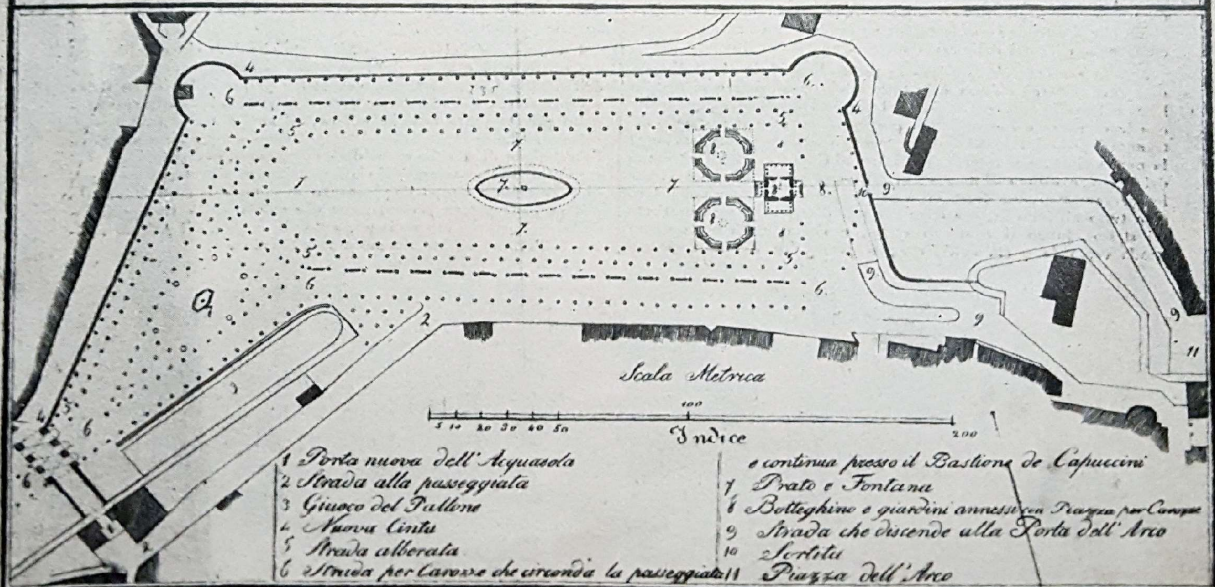 Scala Metrica
5 10 20 30 40 50 100 200
Indice
1 Porta nuova dell'Acquasola
2 Strada alla passeggiata
3 Giuoco del Pallone
4 Nuova Cinta
5 Strada alberata
6 Strada per Carozze che circonda la passeggiata
e continua presso il Bastione de Capuccini
7 Prato e Fontana
8 Botteghino e giardini annessi con Piazza per Carozze
9 Strada che discende alla Porta dell'Arco
10 Sortita
11 Piazza dell'Arco